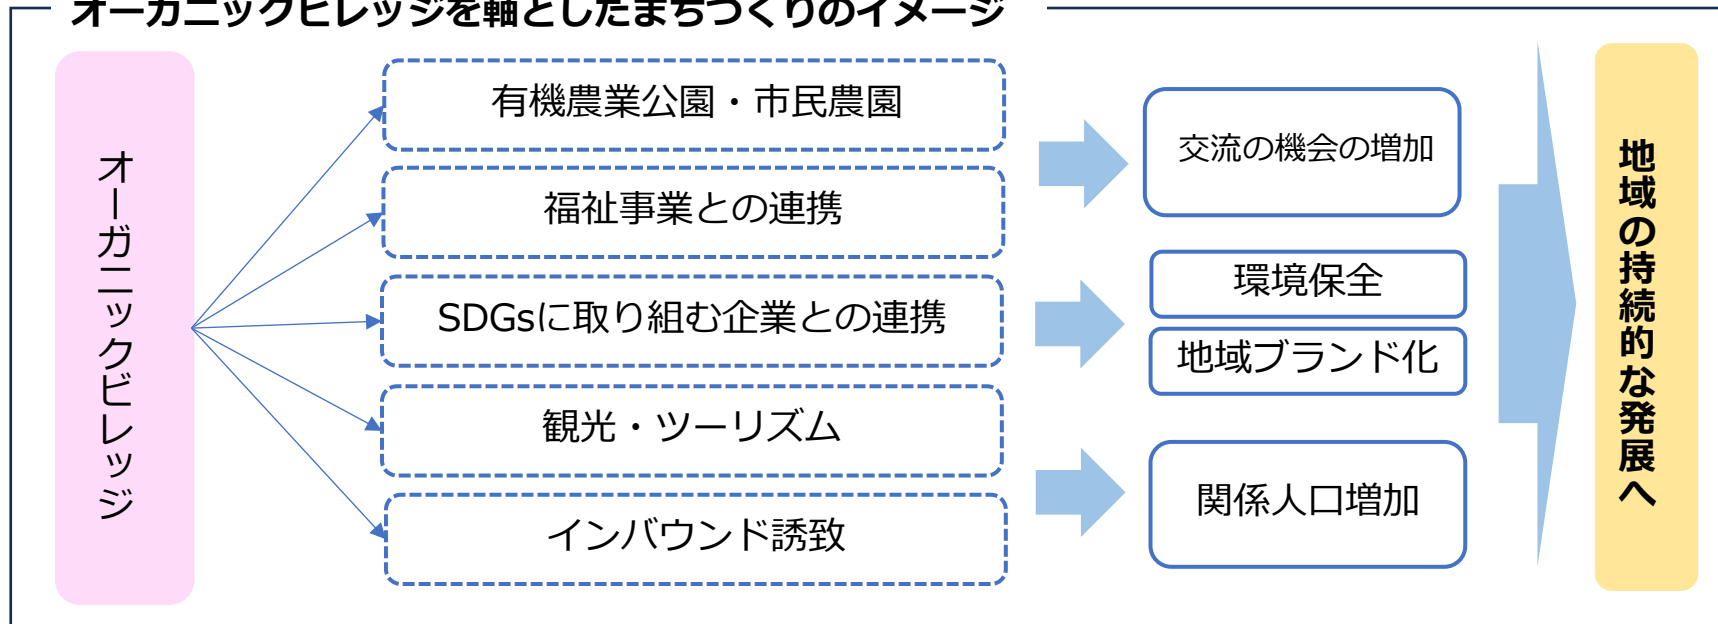 オーガニックビレッジを軸としたまちづくりのイメージ
オーガニックビレッジ
有機農業公園・市民農園
福祉事業との連携
SDGsに取り組む企業との連携
観光・ツーリズム
インバウンド誘致
交流の機会の増加
環境保全
地域ブランド化
関係人口増加
地域の持続的な発展へ